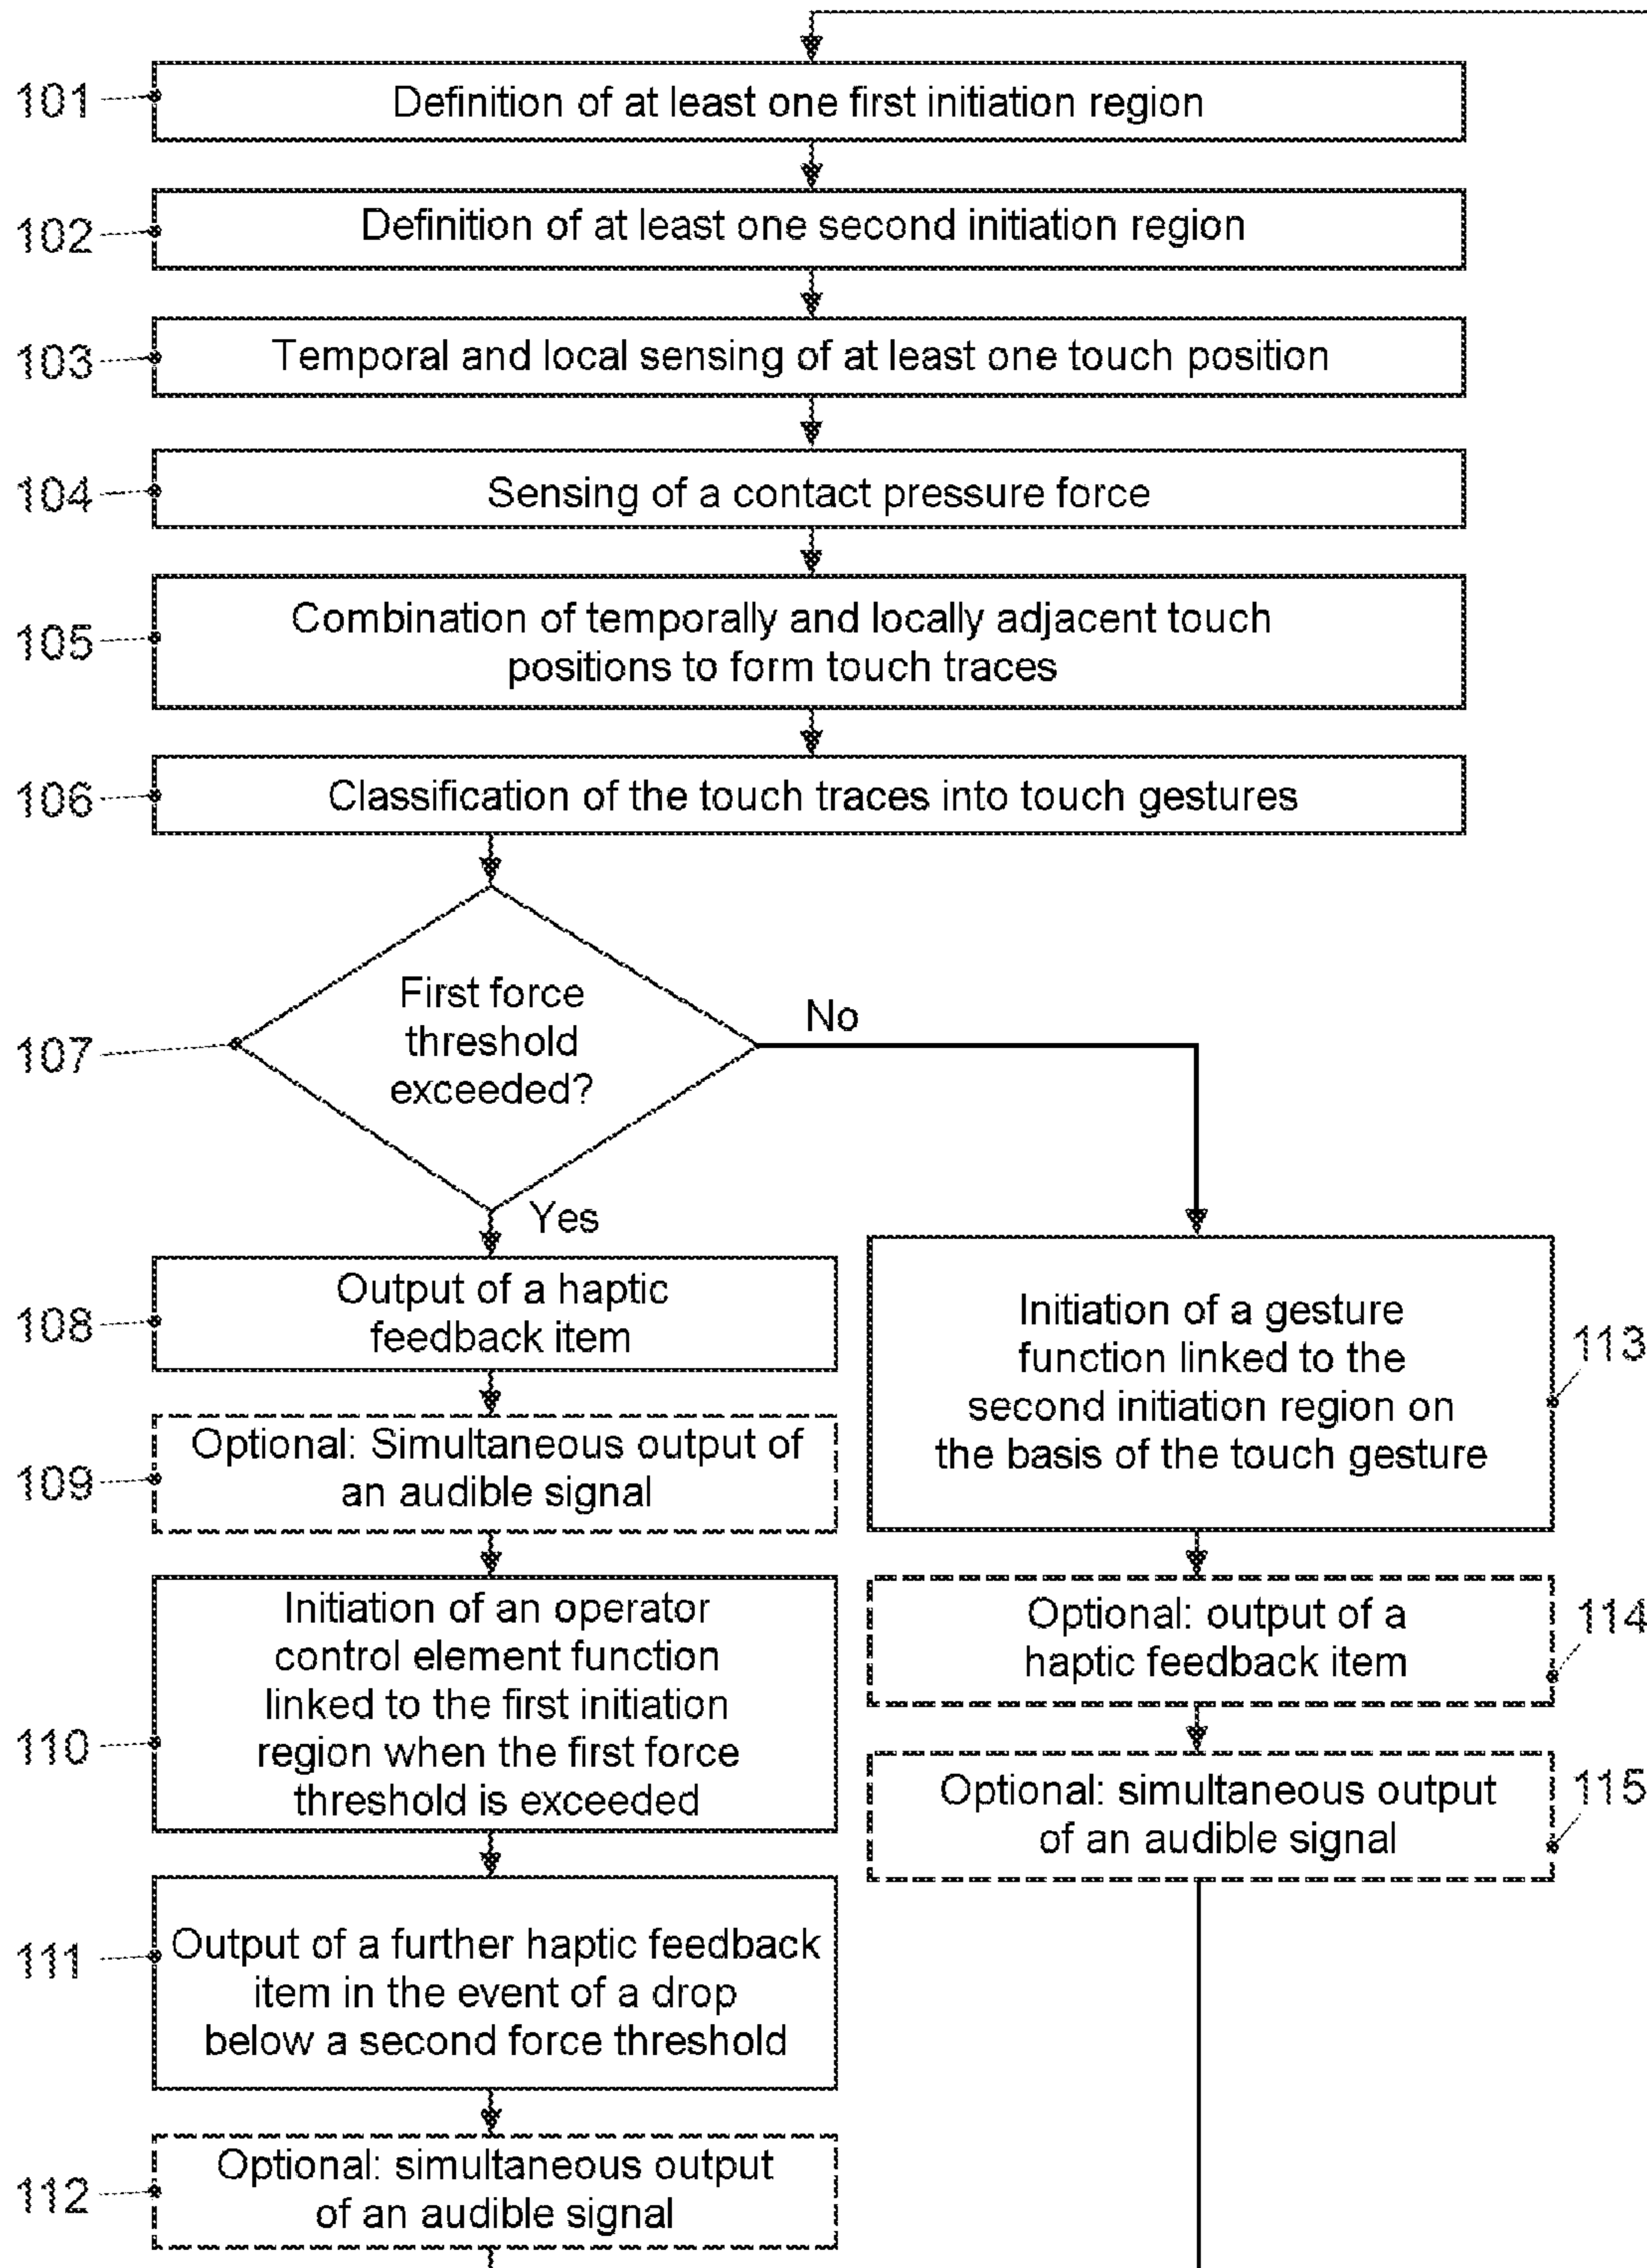 101
Definition of at least one first initiation region
102
Definition of at least one second initiation region
103
Temporal and local sensing of at least one touch position
104
Sensing of a contact pressure force
105
Combination of temporally and locally adjacent touch
positions to form touch traces
106
Classification of the touch traces into touch gestures
107
First force
threshold
exceeded?
No
Yes
108
Output of a haptic
feedback item
109
Optional: Simultaneous output of
an audible signal
110
Initiation of an operator
control element function
linked to the first initiation
region when the first force
threshold is exceeded
111
Output of a further haptic feedback
item in the event of a drop
below a second force threshold
112
Optional: simultaneous output
of an audible signal
Initiation of a gesture
function linked to the
second initiation region on
the basis of the touch gesture
113
Optional: output of a
haptic feedback item
114
Optional: simultaneous output
of an audible signal
115